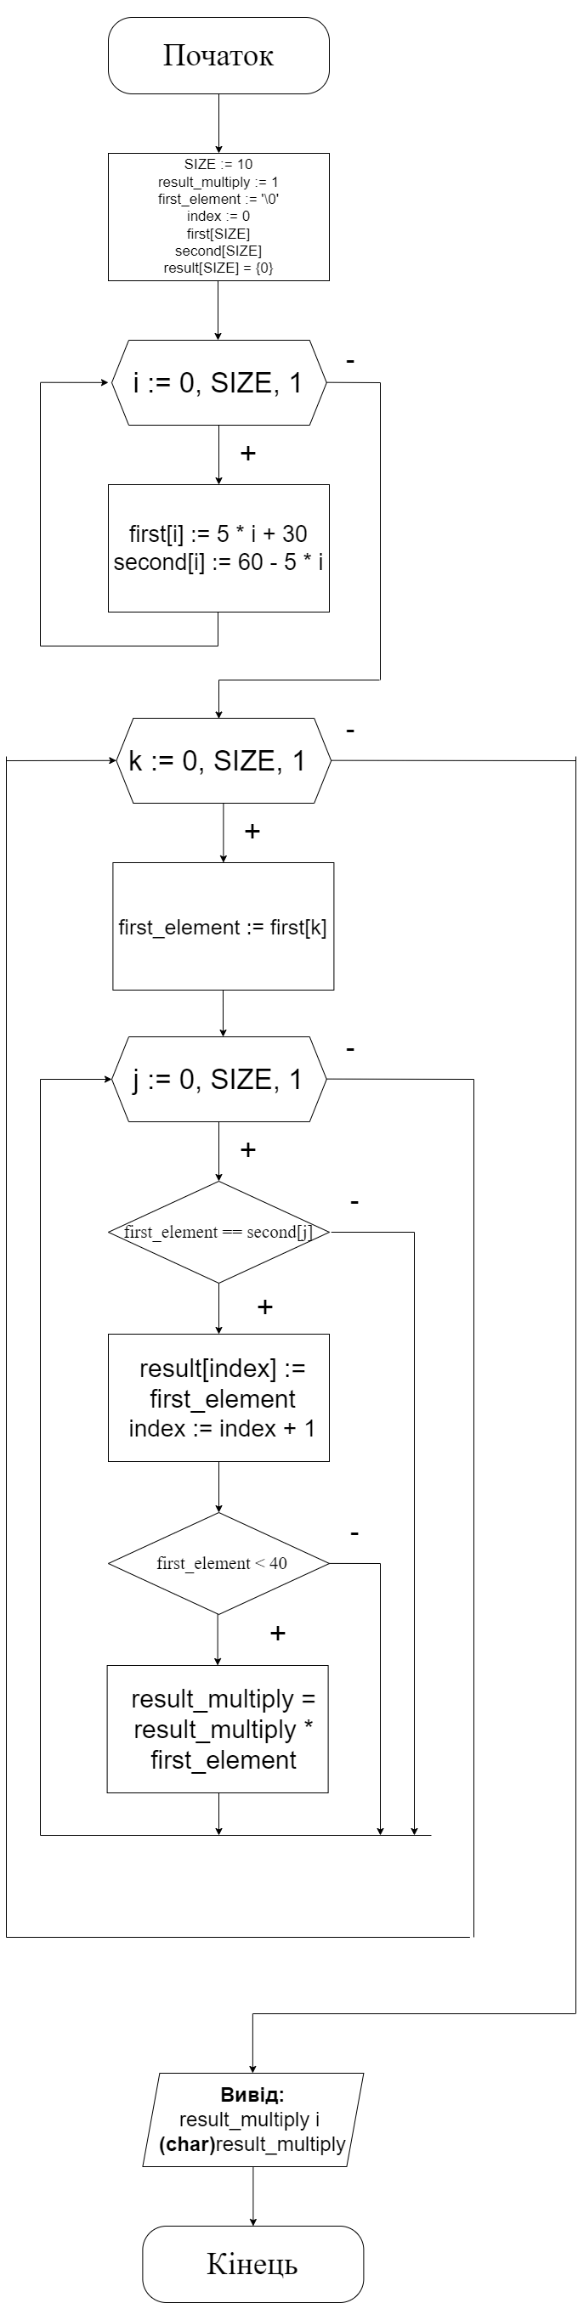 Початок
SIZE := 10
result_multiply := 1
first_element := '\0'
index := 0
first[SIZE]
second[SIZE]
result[SIZE] = {0}
-
i := 0, SIZE, 1
+
first[i] := 5 * i + 30
second[i] := 60 - 5 * i
-
k := 0, SIZE, 1
+
first_element := first[k]
-
j := 0, SIZE, 1
+
-
first_element == second[j]
+
result[index] :=
first_element
index := index + 1
-
first_element < 40
+
result_multiply =
result_multiply *
first_element
Вивід:
result_multiply і
(char)result_multiply
Кінець